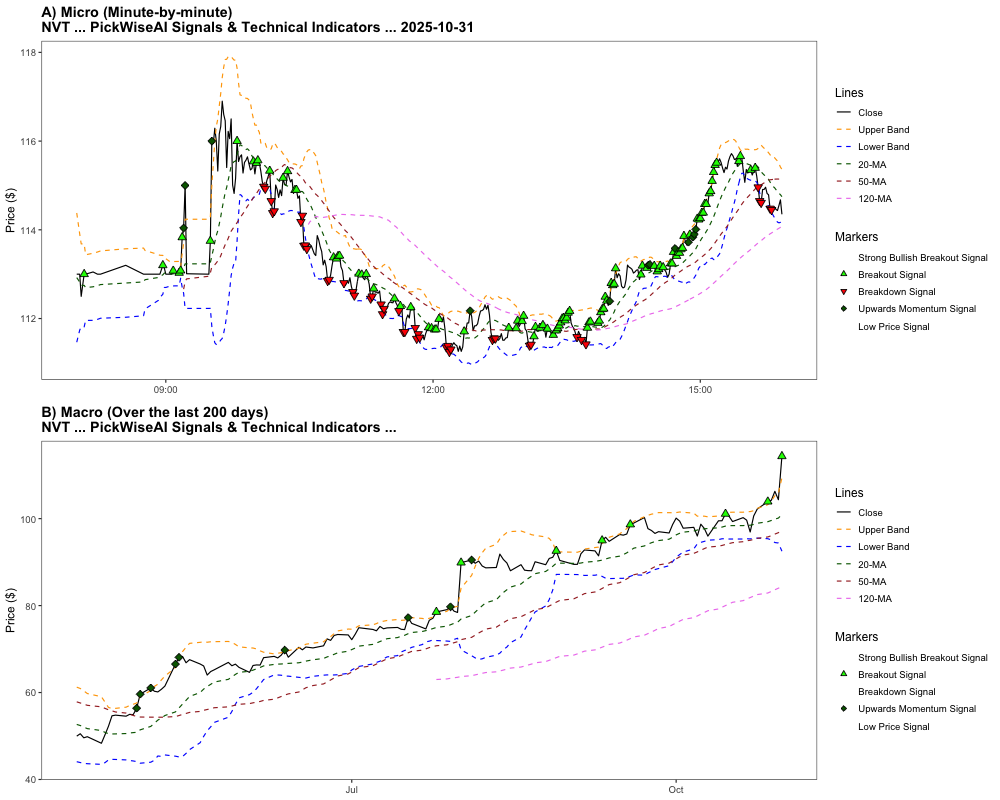 A) Micro (Minute-by-minute)
NVT ... PickWiseAI Signals & Technical Indicators ... 2025-10-31
118
116
114
112
Price ($)
09:00
12:00
15:00
Lines
Close
Upper Band
Lower Band
20-MA
50-MA
120-MA
Markers
Strong Bullish Breakout Signal
Breakout Signal
Breakdown Signal
Upwards Momentum Signal
Low Price Signal
B) Macro (Over the last 200 days)
NVT ... PickWiseAI Signals & Technical Indicators ...
100
80
60
40
Price ($)
Jul
Oct
Lines
Close
Upper Band
Lower Band
20-MA
50-MA
120-MA
Markers
Strong Bullish Breakout Signal
Breakout Signal
Breakdown Signal
Upwards Momentum Signal
Low Price Signal